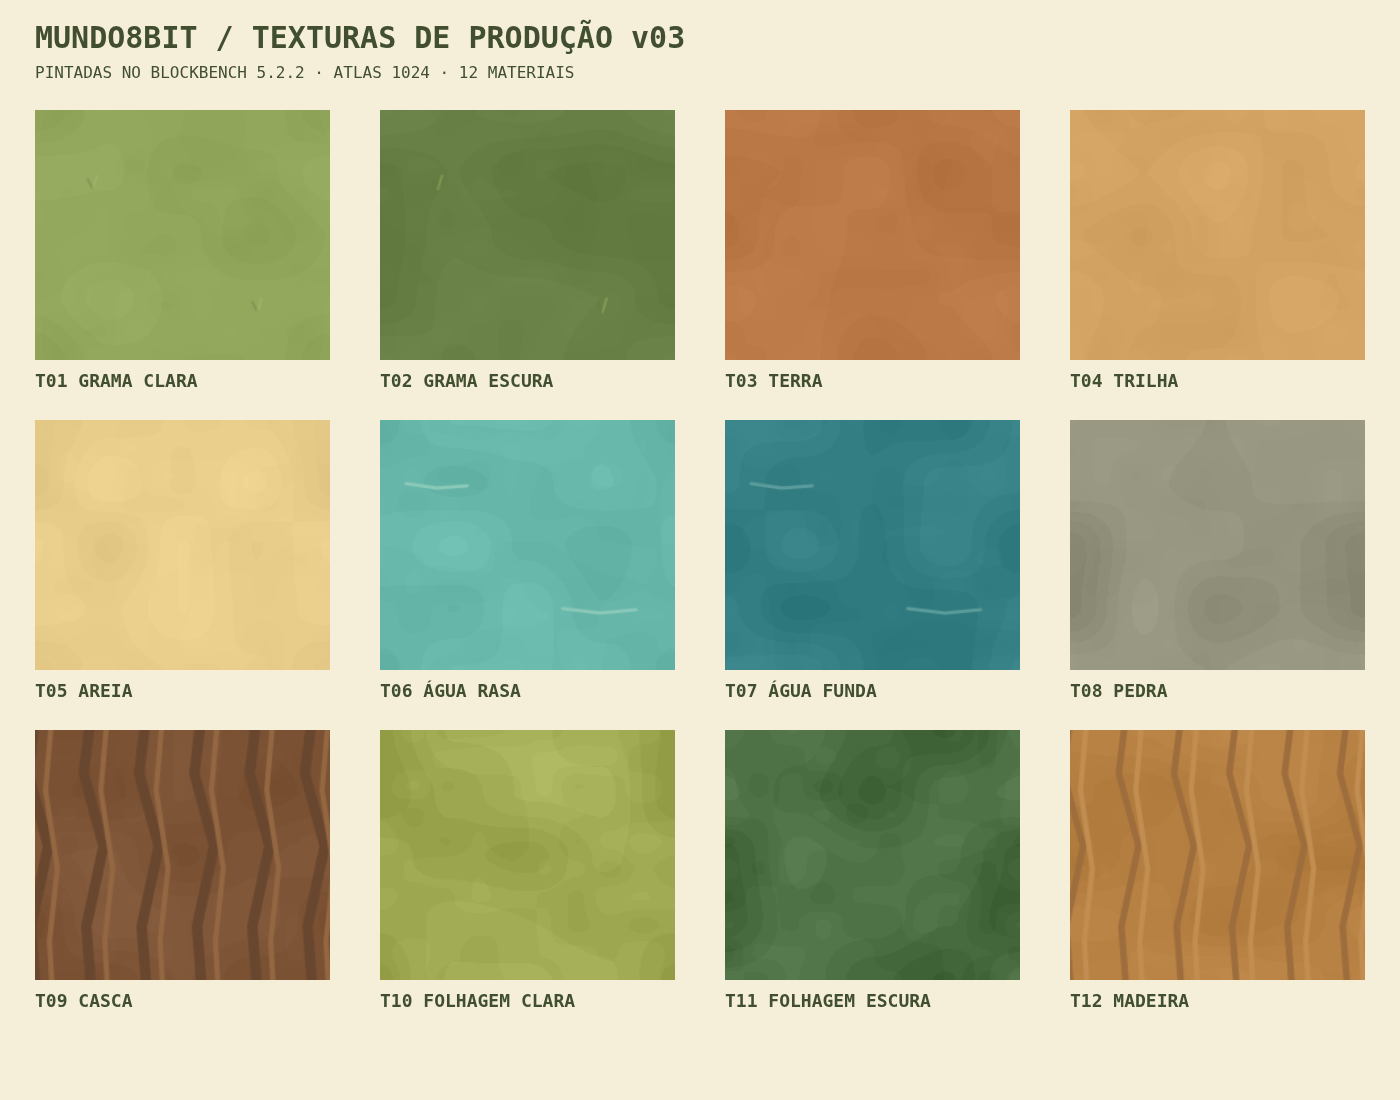 MUNDO8BIT / TEXTURAS DE PRODUÇÃO v03
PINTADAS NO BLOCKBENCH 5.2.2 · ATLAS 1024 · 12 MATERIAIS
T01 GRAMA CLARA
T02 GRAMA ESCURA
T03 TERRA
T04 TRILHA
T05 AREIA
T06 ÁGUA RASA
T07 ÁGUA FUNDA
T08 PEDRA
T09 CASCA
T10 FOLHAGEM CLARA
T11 FOLHAGEM ESCURA
T12 MADEIRA